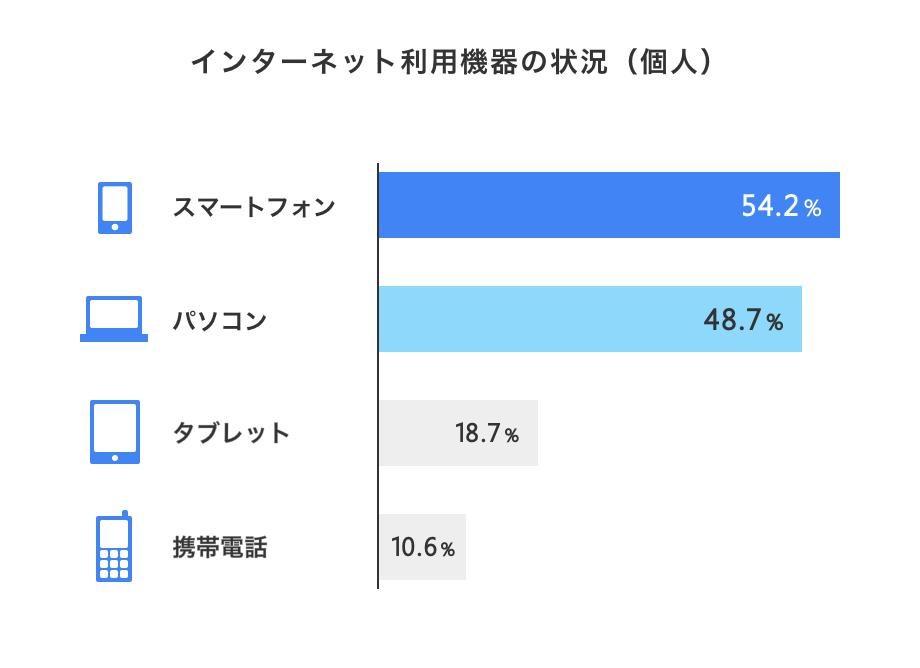 インターネット利用機器の状況（個人）
スマートフォン 54.2%
パソコン 48.7%
タブレット 18.7%
携帯電話 10.6%